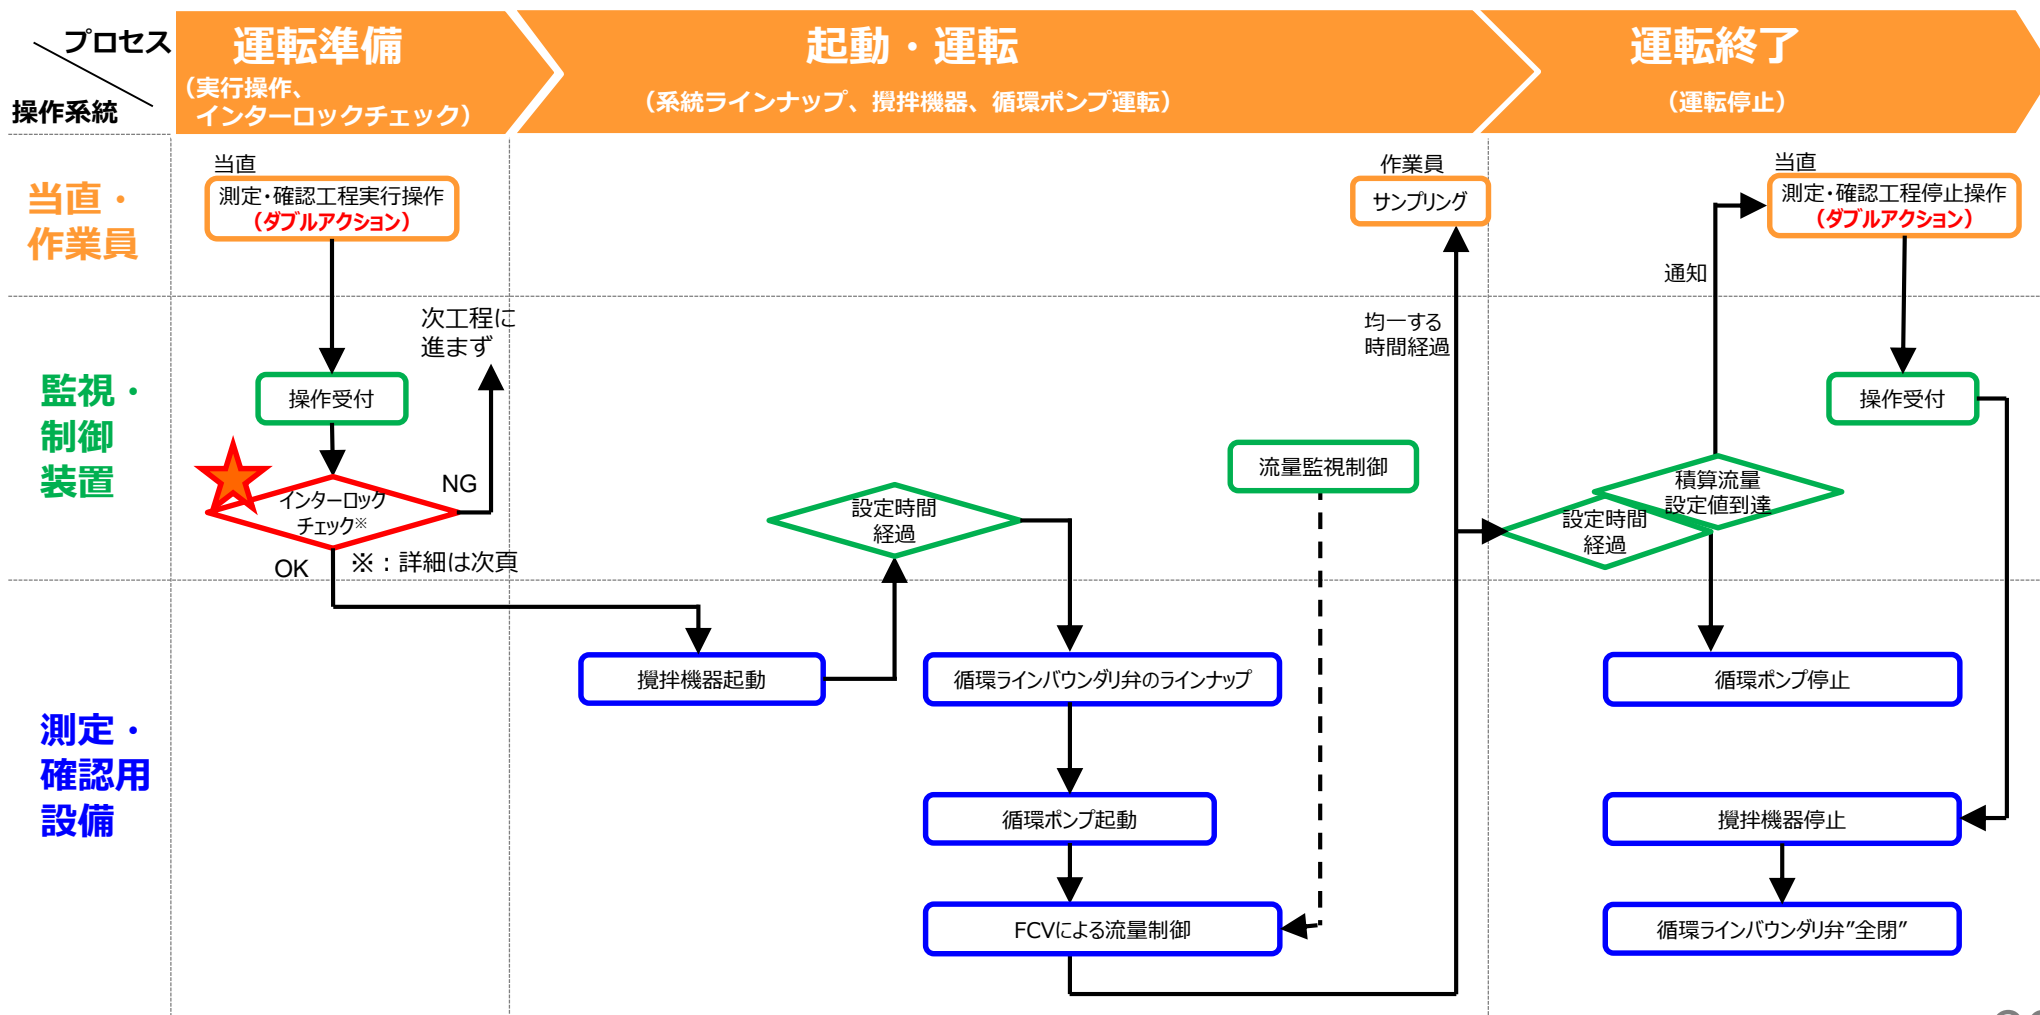 プロセス
操作系統
運転準備
（実行操作、
インターロックチェック）
起動・運転
（系統ラインナップ、攪拌機器、循環ポンプ運転）
運転終了
（運転停止）
当直・
作業員
当直
測定・確認工程実行操作
（ダブルアクション）
作業員
サンプリング
当直
測定・確認工程停止操作
（ダブルアクション）
通知
監視・
制御
装置
次工程に
進まず
操作受付
インターロック
チェック※
NG
OK
※：詳細は次頁
設定時間
経過
流量監視制御
均一する
時間経過
設定時間
経過
積算流量
設定値到達
操作受付
測定・
確認用
設備
攪拌機器起動
循環ラインバウンダリ弁のラインナップ
循環ポンプ起動
FCVによる流量制御
循環ポンプ停止
攪拌機器停止
循環ラインバウンダリ弁”全閉”